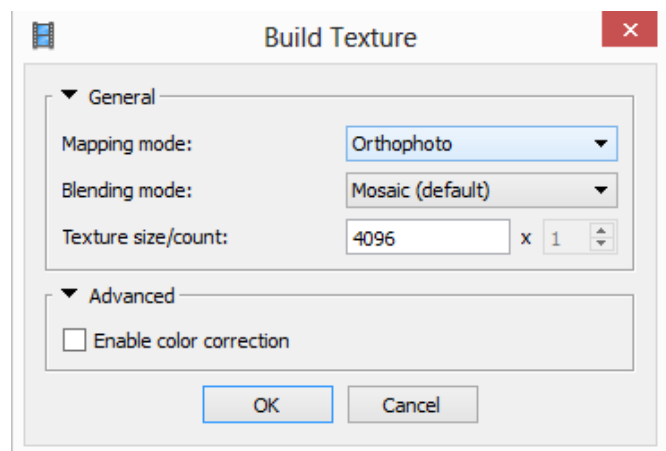 Build Texture
General
Mapping mode: Orthophoto
Blending mode: Mosaic (default)
Texture size/count: 4096 x 1
Advanced
Enable color correction
OK Cancel